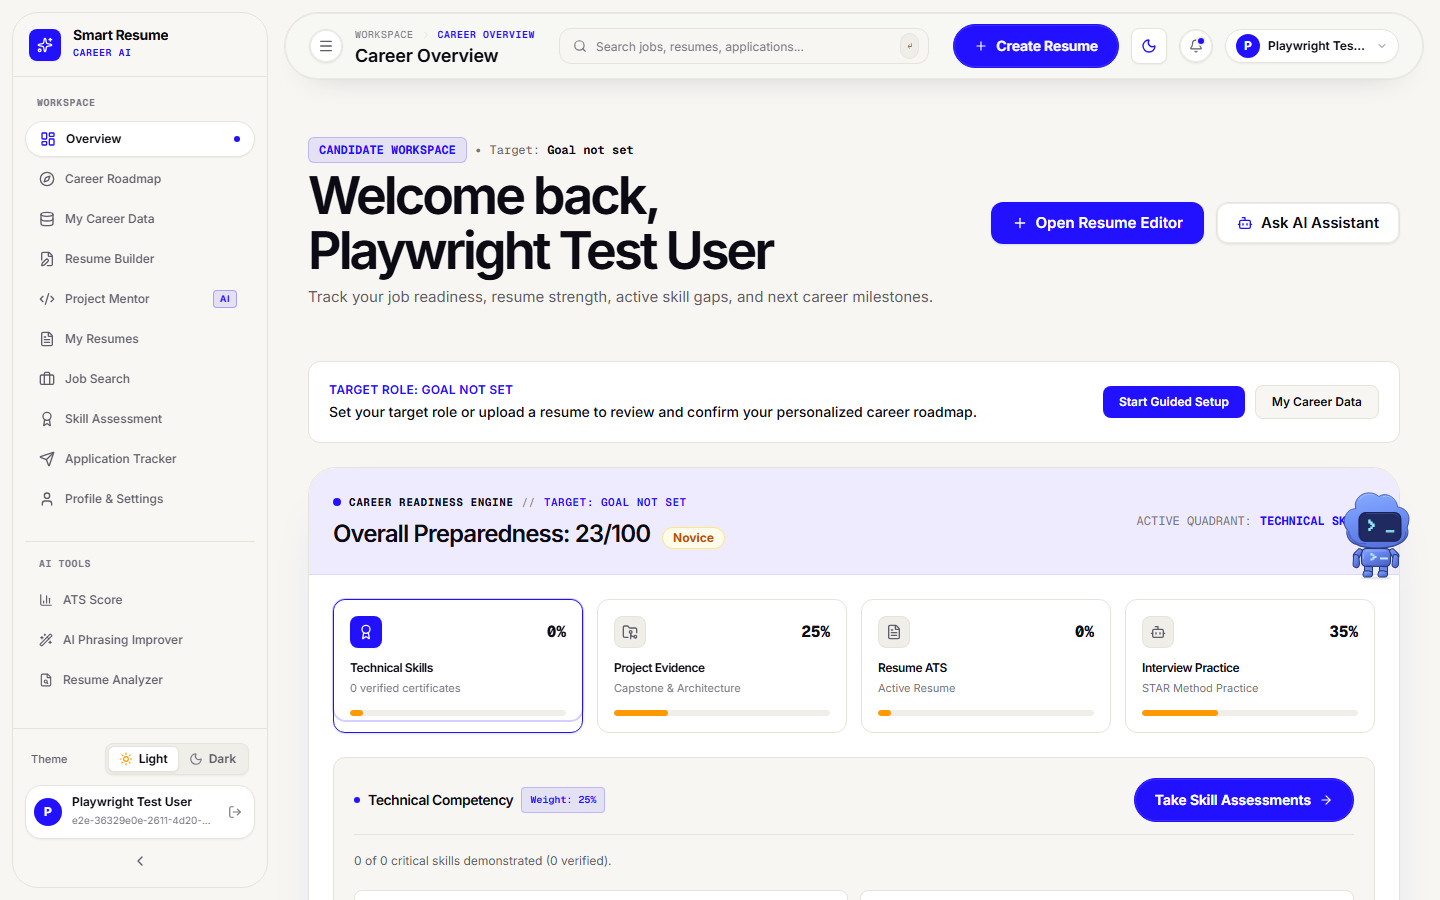 Smart Resume
CAREER AI
WORKSPACE
Overview
Career Roadmap
My Career Data
Resume Builder
Project Mentor AI
My Resumes
Job Search
Skill Assessment
Application Tracker
Profile & Settings
AI TOOLS
ATS Score
AI Phrasing Improver
Resume Analyzer
Theme Light Dark
P Playwright Test User
e2e-36329e0e-2611-4d20-...
WORKSPACE > CAREER OVERVIEW
Career Overview
Search jobs, resumes, applications...
+ Create Resume
P Playwright Tes...
CANDIDATE WORKSPACE • Target: Goal not set
Welcome back,
Playwright Test User
Track your job readiness, resume strength, active skill gaps, and next career milestones.
+ Open Resume Editor
Ask AI Assistant
TARGET ROLE: GOAL NOT SET
Set your target role or upload a resume to review and confirm your personalized career roadmap.
Start Guided Setup
My Career Data
CAREER READINESS ENGINE // TARGET: GOAL NOT SET
Overall Preparedness: 23/100 Novice
ACTIVE QUADRANT: TECHNICAL
0%
Technical Skills
0 verified certificates
25%
Project Evidence
Capstone & Architecture
0%
Resume ATS
Active Resume
35%
Interview Practice
STAR Method Practice
Technical Competency Weight: 25%
Take Skill Assessments →
0 of 0 critical skills demonstrated (0 verified).